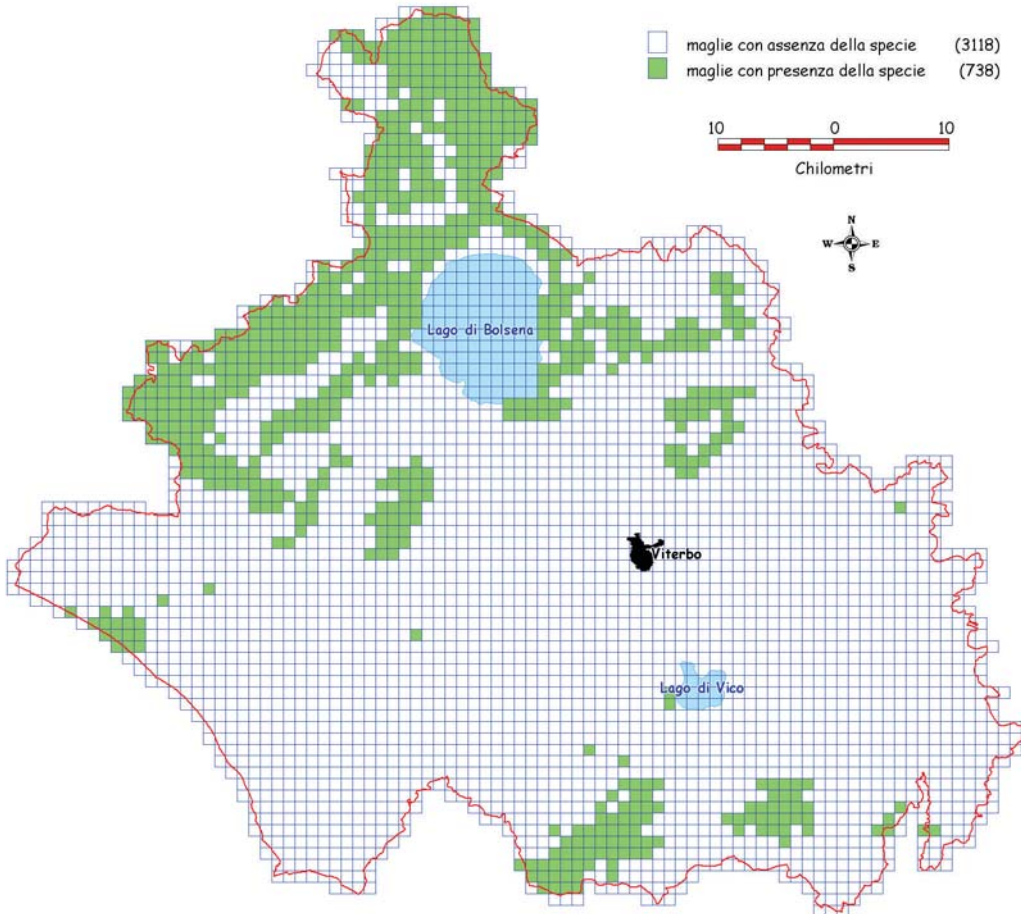 maglie con assenza della specie (3118)
maglie con presenza della specie (738)
10 0 10
Chilometri
N
W E
S
Lago di Bolsena
Viterbo
Lago di Vico